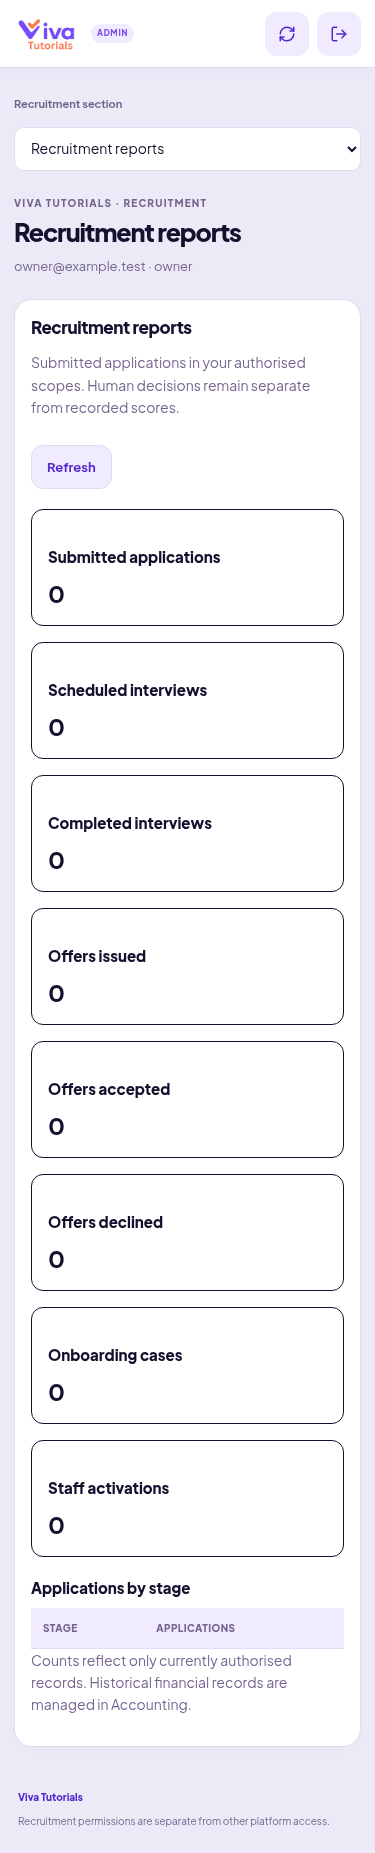 Viva
Tutorials
ADMIN
Recruitment section
Recruitment reports
VIVA TUTORIALS · RECRUITMENT
Recruitment reports
owner@example.test · owner
Recruitment reports
Submitted applications in your authorised
scopes. Human decisions remain separate
from recorded scores.
Refresh
Submitted applications
0
Scheduled interviews
0
Completed interviews
0
Offers issued
0
Offers accepted
0
Offers declined
0
Onboarding cases
0
Staff activations
0
Applications by stage
STAGE APPLICATIONS
Counts reflect only currently authorised
records. Historical financial records are
managed in Accounting.
Viva Tutorials
Recruitment permissions are separate from other platform access.